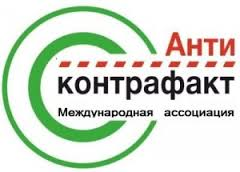 Анти
контрафакт
Международная ассоциация